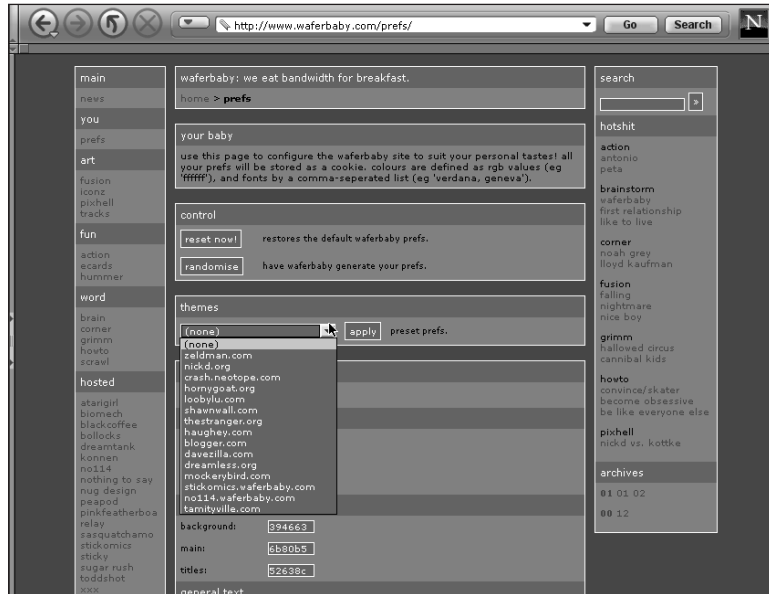 http://www.waferbaby.com/prefs/
Go
Search
N
main
news
you
prefs
art
fusion
iconz
pixhell
tracks
fun
action
ecards
hummer
word
brain
corner
grimm
howto
scrawl
hosted
atarigirl
biomech
blackcoffee
bollocks
dreamtank
konnen
no114
nothing to say
nug design
peapod
pinkfeatherboa
relay
sasquatchamo
stickomics
sticky
sugar rush
toddshot
xxx
waferbaby: we eat bandwidth for breakfast.
home > prefs
your baby
use this page to configure the waferbaby site to suit your personal tastes! all
your prefs will be stored as a cookie. colours are defined as rgb values (eg
'ffffff'), and fonts by a comma-seperated list (eg 'verdana, geneva').
control
reset now! restores the default waferbaby prefs.
randomise have waferbaby generate your prefs.
themes
(none) apply preset prefs.
(none)
zeldman.com
nickd.org
crash.neotope.com
hornygoat.org
loobylu.com
shawnwall.com
thestranger.org
haughey.com
blogger.com
davezilla.com
dreamless.org
mockerybird.com
stickomics.waferbaby.com
no114.waferbaby.com
tamityville.com
background: 394663
main: 6b80b5
titles: 52638c
general text
search
»
hotshit
action
antonio
peta
brainstorm
waferbaby
first relationship
like to live
corner
noah grey
lloyd kaufman
fusion
falling
nightmare
nice boy
grimm
hallowed circus
cannibal kids
howto
convince/skater
become obsessive
be like everyone else
pixhell
nickd vs. kottke
archives
01 01 02
00 12